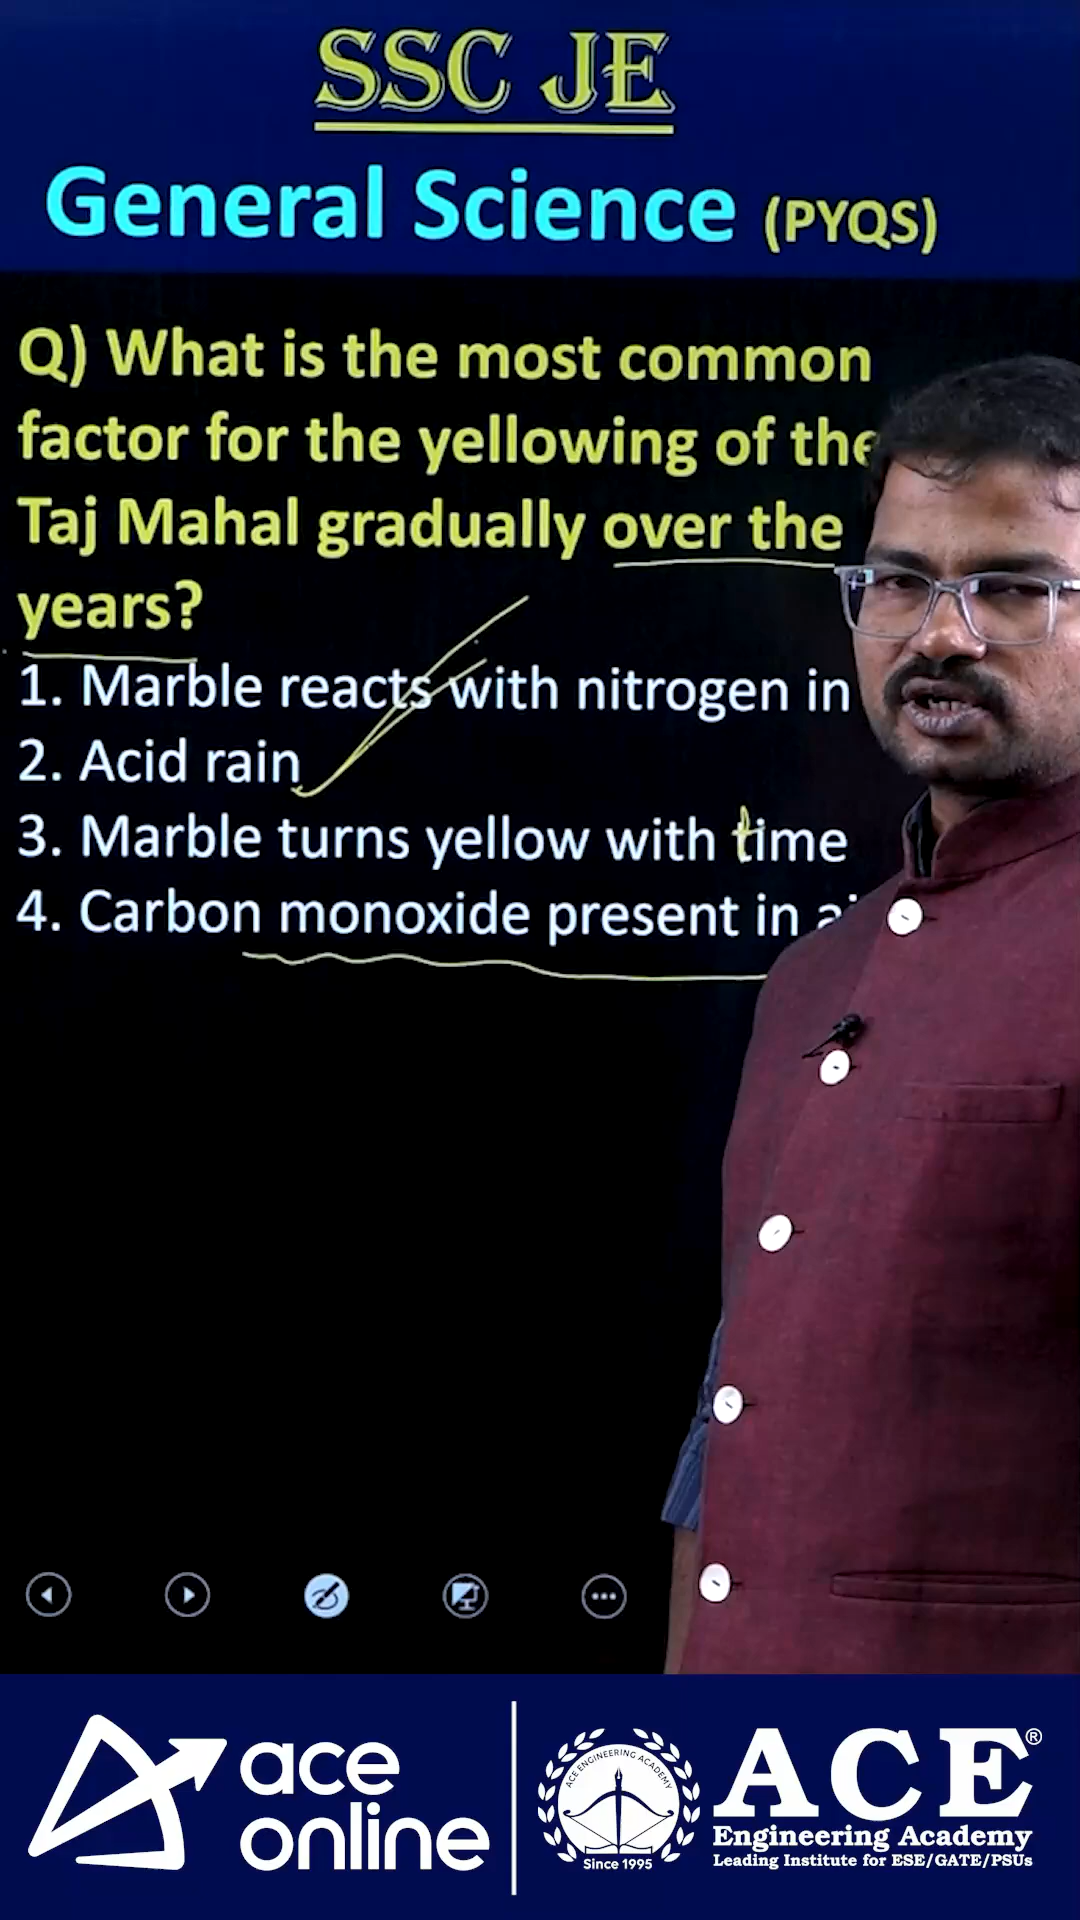 SSC JE
General Science (PYQS)
Q) What is the most common
factor for the yellowing of the
Taj Mahal gradually over the
years?
1. Marble reacts with nitrogen in
2. Acid rain
3. Marble turns yellow with time
4. Carbon monoxide present in
ace
online
ACE ENGINEERING ACADEMY
Since 1995
ACE®
Engineering Academy
Leading Institute for ESE/GATE/PSUs